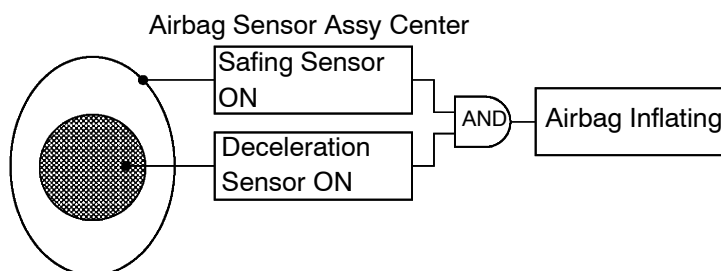 Airbag Sensor Assy Center
Safing Sensor
ON
Deceleration
Sensor ON
AND
Airbag Inflating